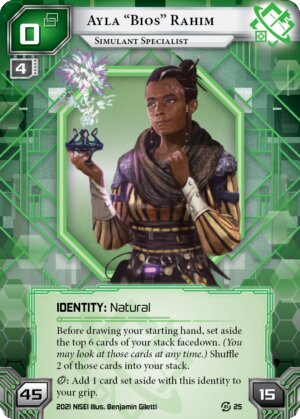 0
AYLA “BIOS” RAHIM
SIMULANT SPECIALIST
4
IDENTITY: Natural
Before drawing your starting hand, set aside
the top 6 cards of your stack facedown. (You
may look at those cards at any time.) Shuffle
2 of those cards into your stack.
: Add 1 card set aside with this identity to
your grip.
45
15
2021 NISEI Illus. Benjamin Giletti
25